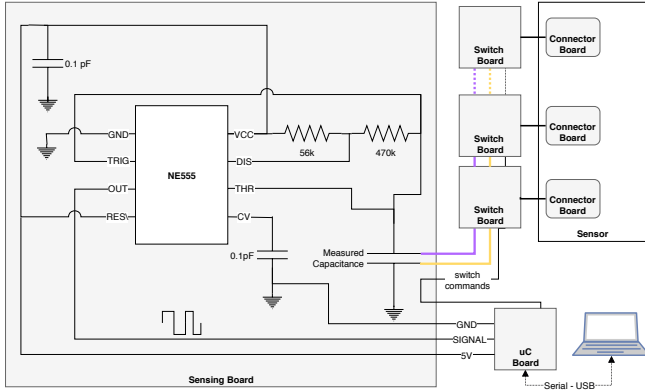 0.1 pF
GND
TRIG
OUT
RES\
NE555
VCC
DIS
THR
CV
56k
470k
0.1pF
Measured
Capacitance
Sensing Board
Switch
Board
Switch
Board
Switch
Board
Connector
Board
Connector
Board
Connector
Board
Sensor
switch
commands
GND
SIGNAL
5V
uC
Board
Serial - USB